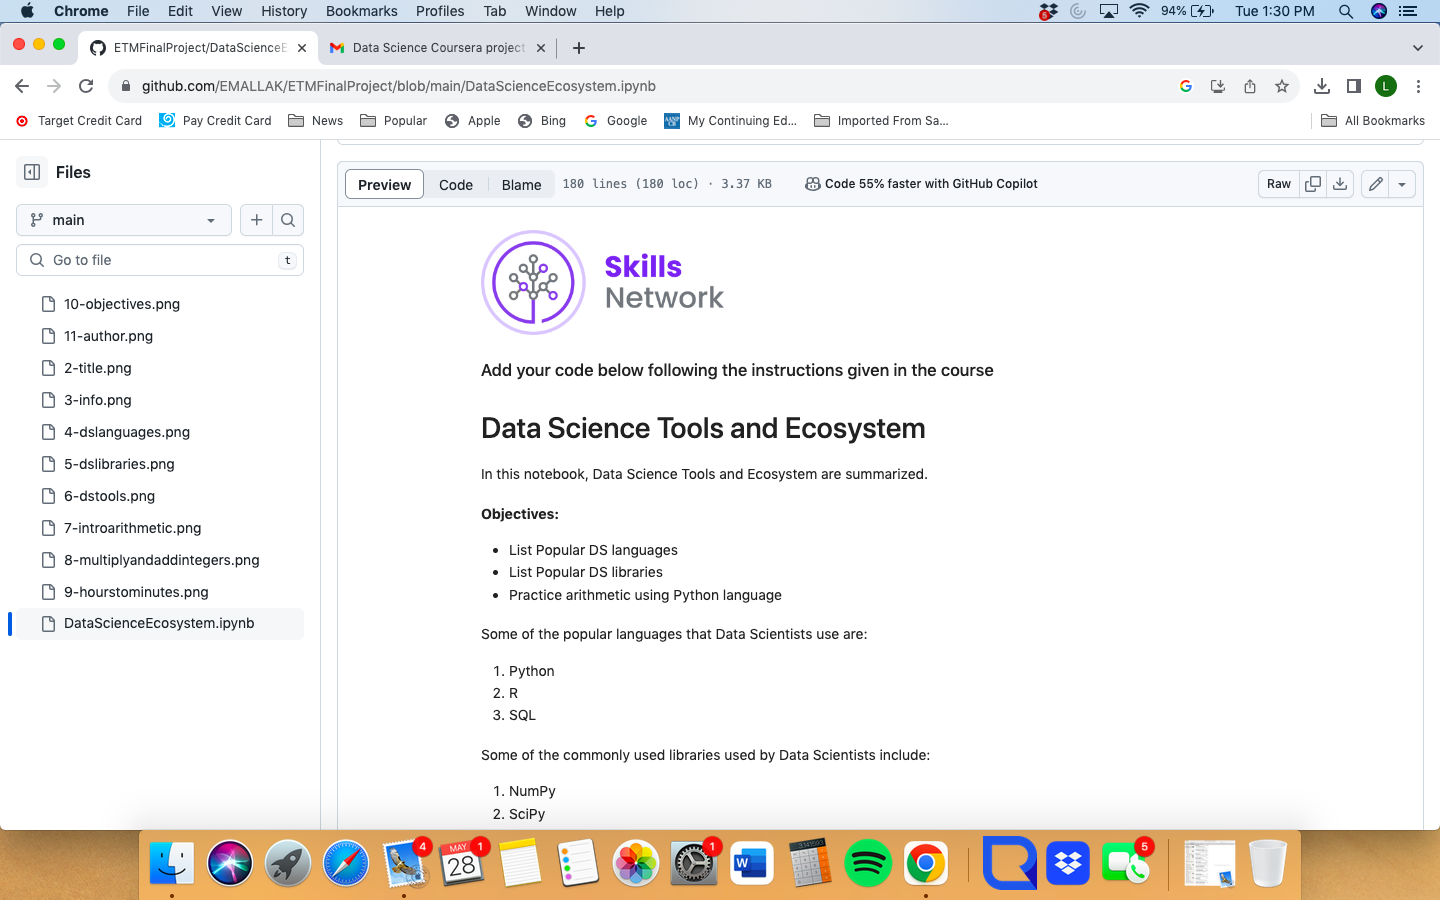 Chrome File Edit View History Bookmarks Profiles Tab Window Help 5 94% Tue 1:30 PM
ETMFinalProject/DataScienceE Data Science Coursera project
github.com/EMALLAK/ETMFinalProject/blob/main/DataScienceEcosystem.ipynb L
Target Credit Card Pay Credit Card News Popular Apple Bing Google My Continuing Ed... Imported From Sa... All Bookmarks
Files
main
Go to file t
10-objectives.png
11-author.png
2-title.png
3-info.png
4-dslanguages.png
5-dslibraries.png
6-dstools.png
7-introarithmetic.png
8-multiplyandaddintegers.png
9-hourstominutes.png
DataScienceEcosystem.ipynb
Preview Code Blame 180 lines (180 loc) · 3.37 KB Code 55% faster with GitHub Copilot Raw
Skills
Network
Add your code below following the instructions given in the course
Data Science Tools and Ecosystem
In this notebook, Data Science Tools and Ecosystem are summarized.
Objectives:
• List Popular DS languages
• List Popular DS libraries
• Practice arithmetic using Python language
Some of the popular languages that Data Scientists use are:
1. Python
2. R
3. SQL
Some of the commonly used libraries used by Data Scientists include:
1. NumPy
2. SciPy
4 1 1 5
MAY
28
W